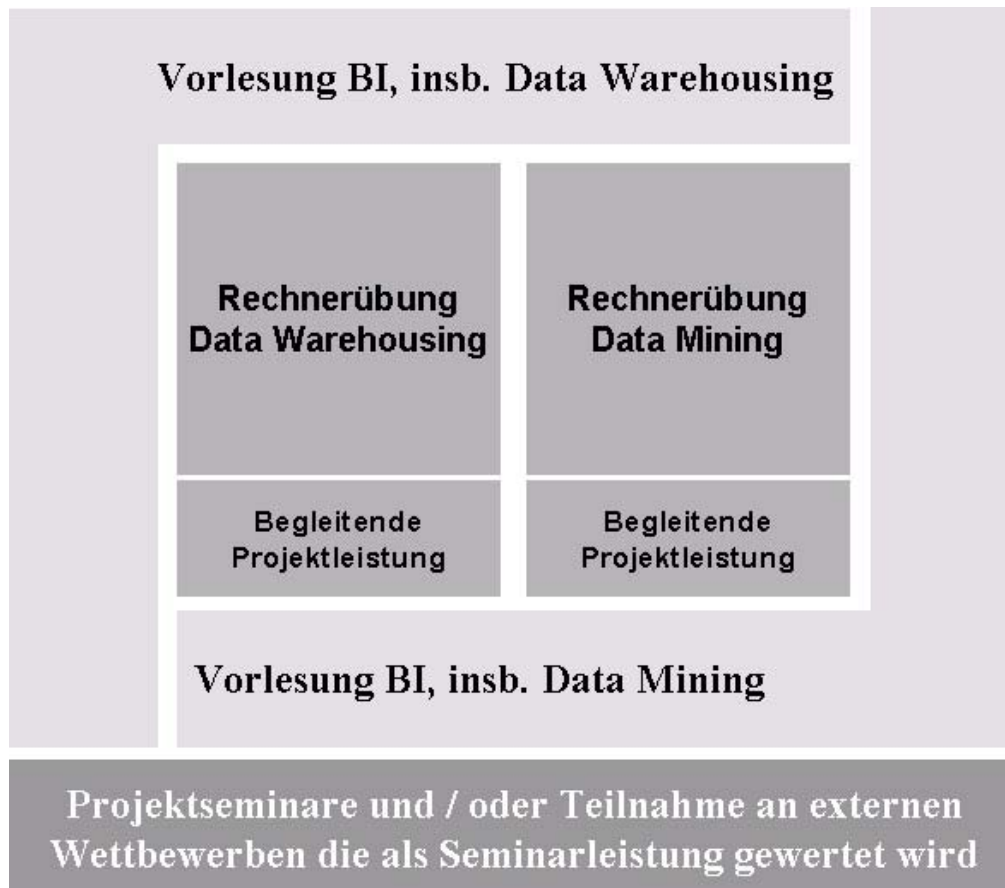 Vorlesung BI, insb. Data Warehousing
Rechnerübung
Data Warehousing
Rechnerübung
Data Mining
Begleitende
Projektleistung
Begleitende
Projektleistung
Vorlesung BI, insb. Data Mining
Projektseminare und / oder Teilnahme an externen
Wettbewerben die als Seminarleistung gewertet wird